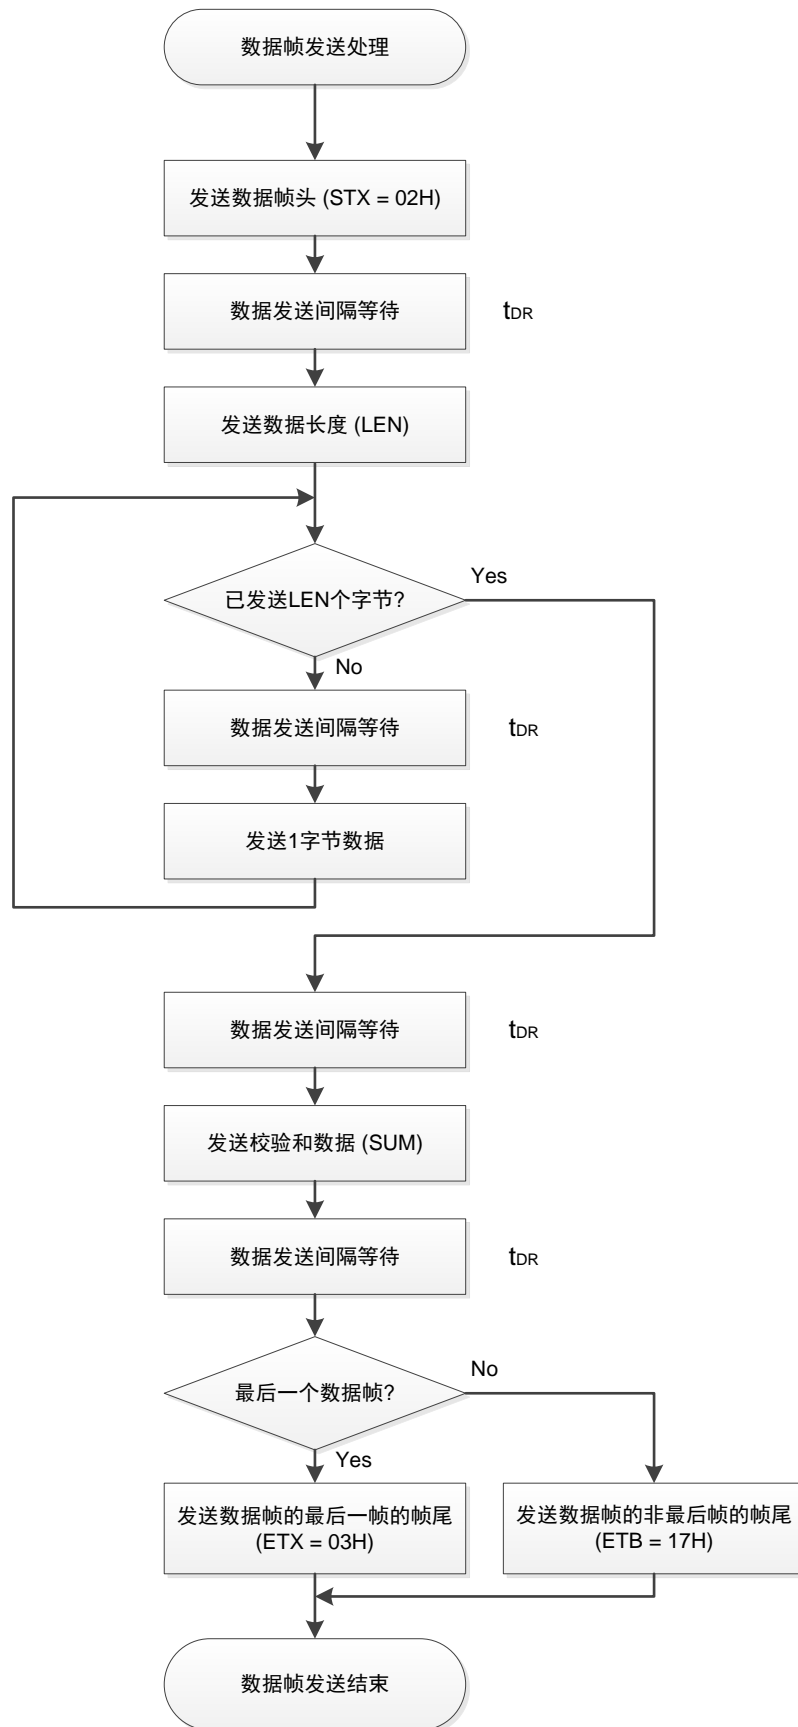 数据帧发送处理
发送数据帧头 (STX = 02H)
数据发送间隔等待
tDR
发送数据长度 (LEN)
已发送LEN个字节?
Yes
No
数据发送间隔等待
tDR
发送1字节数据
数据发送间隔等待
tDR
发送校验和数据 (SUM)
数据发送间隔等待
tDR
最后一个数据帧?
No
Yes
发送数据帧的最后一帧的帧尾
(ETX = 03H)
发送数据帧的非最后帧的帧尾
(ETB = 17H)
数据帧发送结束